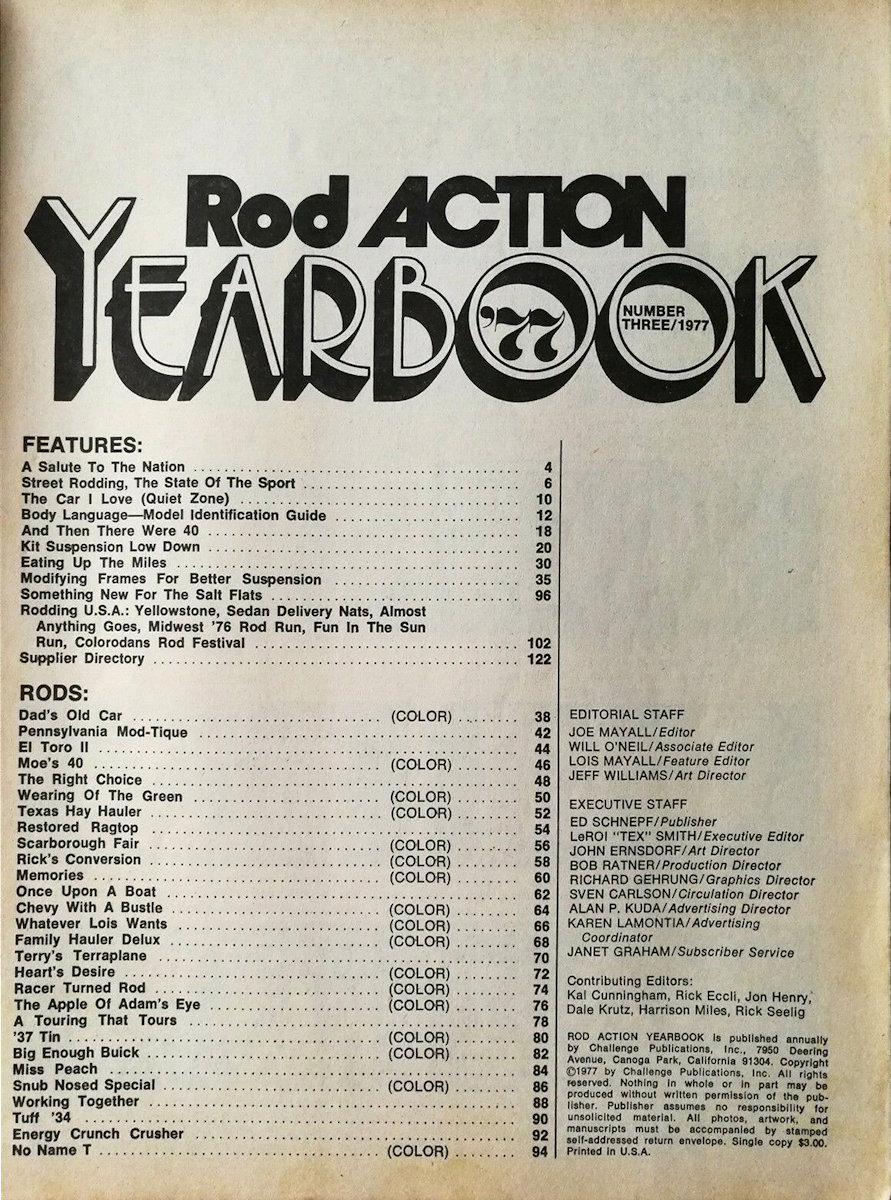 Rod ACTION
YEARBOOK
'77
NUMBER
THREE/1977
FEATURES:
A Salute To The Nation ........ 4
Street Rodding, The State Of The Sport ........ 6
The Car I Love (Quiet Zone) ........ 10
Body Language—Model Identification Guide ........ 12
And Then There Were 40 ........ 18
Kit Suspension Low Down ........ 20
Eating Up The Miles ........ 30
Modifying Frames For Better Suspension ........ 35
Something New For The Salt Flats ........ 96
Rodding U.S.A.: Yellowstone, Sedan Delivery Nats, Almost
Anything Goes, Midwest '76 Rod Run, Fun In The Sun
Run, Colorodans Rod Festival ........ 102
Supplier Directory ........ 122
RODS:
Dad's Old Car ........ (COLOR) ........ 38
Pennsylvania Mod-Tique ........ 42
El Toro II ........ 44
Moe's 40 ........ (COLOR) ........ 46
The Right Choice ........ 48
Wearing Of The Green ........ (COLOR) ........ 50
Texas Hay Hauler ........ (COLOR) ........ 52
Restored Ragtop ........ 54
Scarborough Fair ........ (COLOR) ........ 56
Rick's Conversion ........ (COLOR) ........ 58
Memories ........ (COLOR) ........ 60
Once Upon A Boat ........ 62
Chevy With A Bustle ........ (COLOR) ........ 64
Whatever Lois Wants ........ (COLOR) ........ 66
Family Hauler Delux ........ (COLOR) ........ 68
Terry's Terraplane ........ 70
Heart's Desire ........ (COLOR) ........ 72
Racer Turned Rod ........ (COLOR) ........ 74
The Apple Of Adam's Eye ........ (COLOR) ........ 76
A Touring That Tours ........ 78
'37 Tin ........ (COLOR) ........ 80
Big Enough Buick ........ (COLOR) ........ 82
Miss Peach ........ 84
Snub Nosed Special ........ (COLOR) ........ 86
Working Together ........ 88
Tuff '34 ........ 90
Energy Crunch Crusher ........ 92
No Name T ........ (COLOR) ........ 94
EDITORIAL STAFF
JOE MAYALL/Editor
WILL O'NEIL/Associate Editor
LOIS MAYALL/Feature Editor
JEFF WILLIAMS/Art Director
EXECUTIVE STAFF
ED SCHNEPF/Publisher
LeROI "TEX" SMITH/Executive Editor
JOHN ERNSDORF/Art Director
BOB RATNER/Production Director
RICHARD GEHRUNG/Graphics Director
SVEN CARLSON/Circulation Director
ALAN P. KUDA/Advertising Director
KAREN LAMONTIA/Advertising
Coordinator
JANET GRAHAM/Subscriber Service
Contributing Editors:
Kal Cunningham, Rick Eccli, Jon Henry,
Dale Krutz, Harrison Miles, Rick Seelig
ROD ACTION YEARBOOK is published annually
by Challenge Publications, Inc., 7950 Deering
Avenue, Canoga Park, California 91304. Copyright
©1977 by Challenge Publications, Inc. All rights
reserved. Nothing in whole or in part may be
produced without written permission of the pub-
lisher. Publisher assumes no responsibility for
unsolicited material. All photos, artwork, and
manuscripts must be accompanied by stamped
self-addressed return envelope. Single copy $3.00.
Printed in U.S.A.